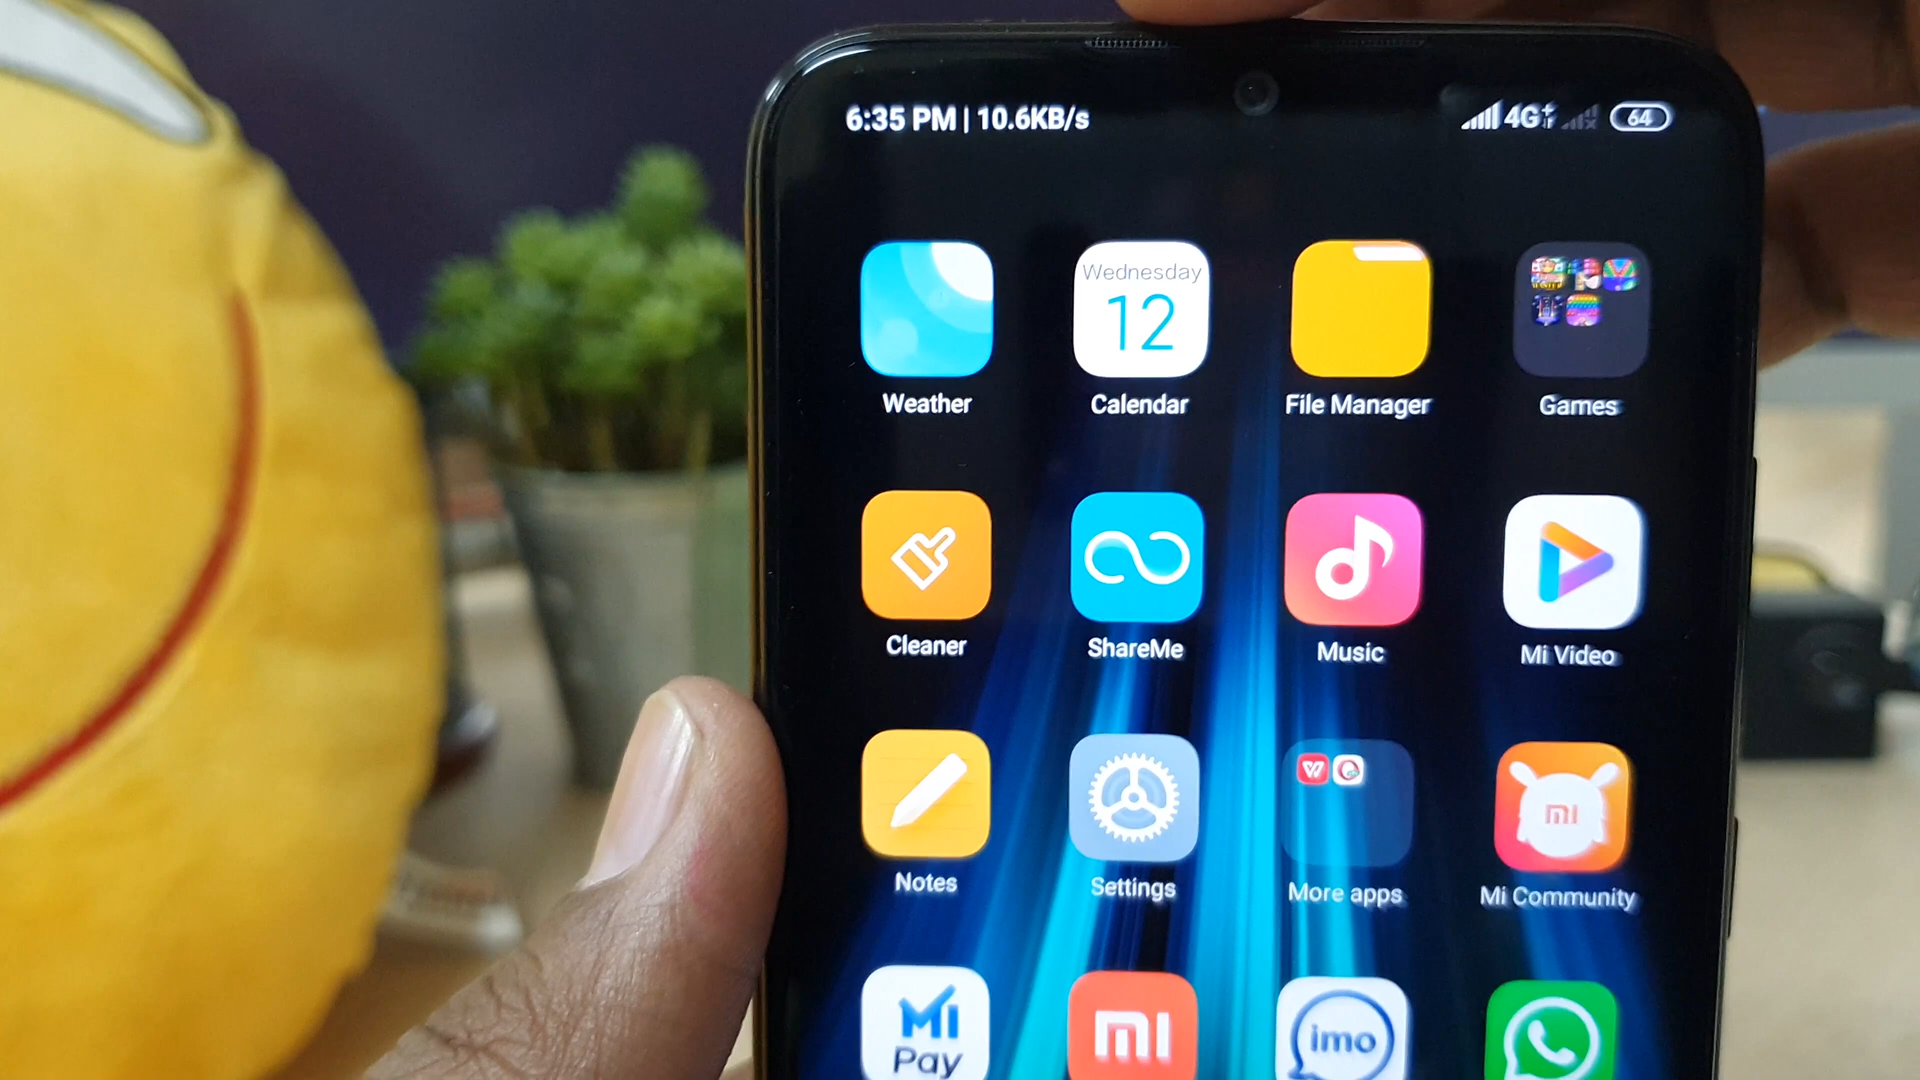 6:35 PM | 10.6KB/s 4G+ 64
Wednesday
12
Weather Calendar File Manager Games
Cleaner ShareMe Music Mi Video
mi
Notes Settings More apps Mi Community
Mi Pay mi imo